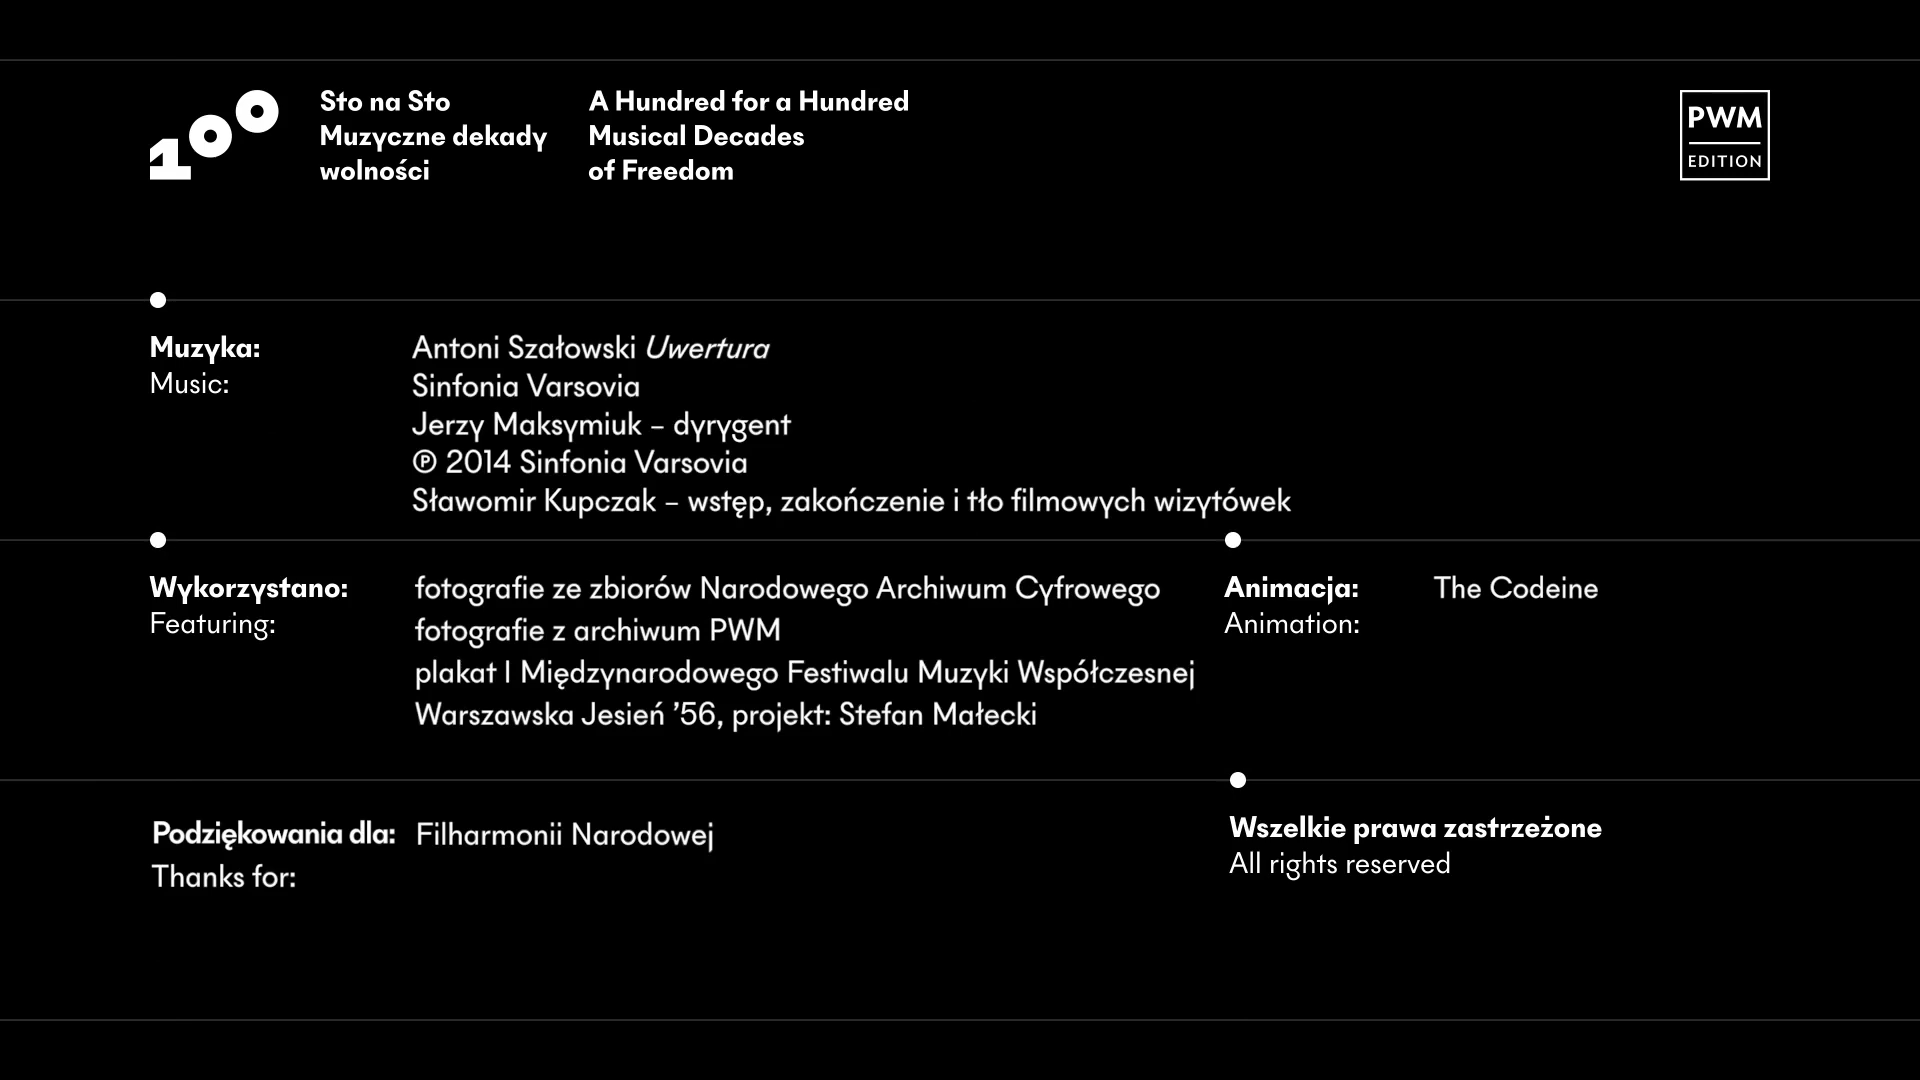 100
Sto na Sto
Muzyczne dekady
wolności
A Hundred for a Hundred
Musical Decades
of Freedom
PWM
EDITION
Muzyka:
Music:
Antoni Szałowski Uwertura
Sinfonia Varsovia
Jerzy Maksymiuk – dyrygent
℗ 2014 Sinfonia Varsovia
Sławomir Kupczak – wstęp, zakończenie i tło filmowych wizytówek
Wykorzystano:
Featuring:
fotografie ze zbiorów Narodowego Archiwum Cyfrowego
fotografie z archiwum PWM
plakat I Międzynarodowego Festiwalu Muzyki Współczesnej
Warszawska Jesień ’56, projekt: Stefan Małecki
Animacja:
Animation:
The Codeine
Podziękowania dla:
Thanks for:
Filharmonii Narodowej
Wszelkie prawa zastrzeżone
All rights reserved